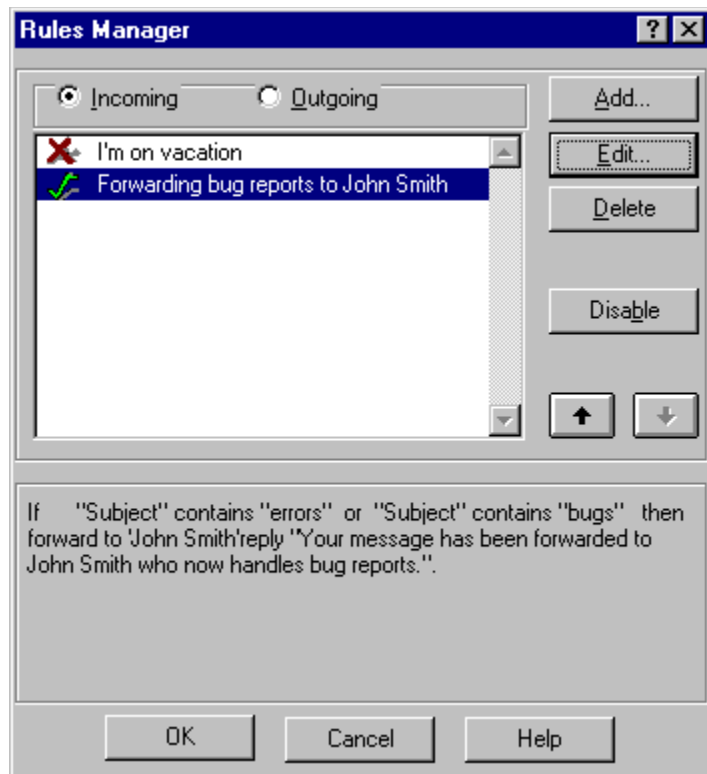 Rules Manager
Incoming
Outgoing
Add...
I'm on vacation
Edit...
Forwarding bug reports to John Smith
Delete
Disable
If "Subject" contains "errors" or "Subject" contains "bugs" then
forward to 'John Smith'reply "Your message has been forwarded to
John Smith who now handles bug reports.".
OK
Cancel
Help